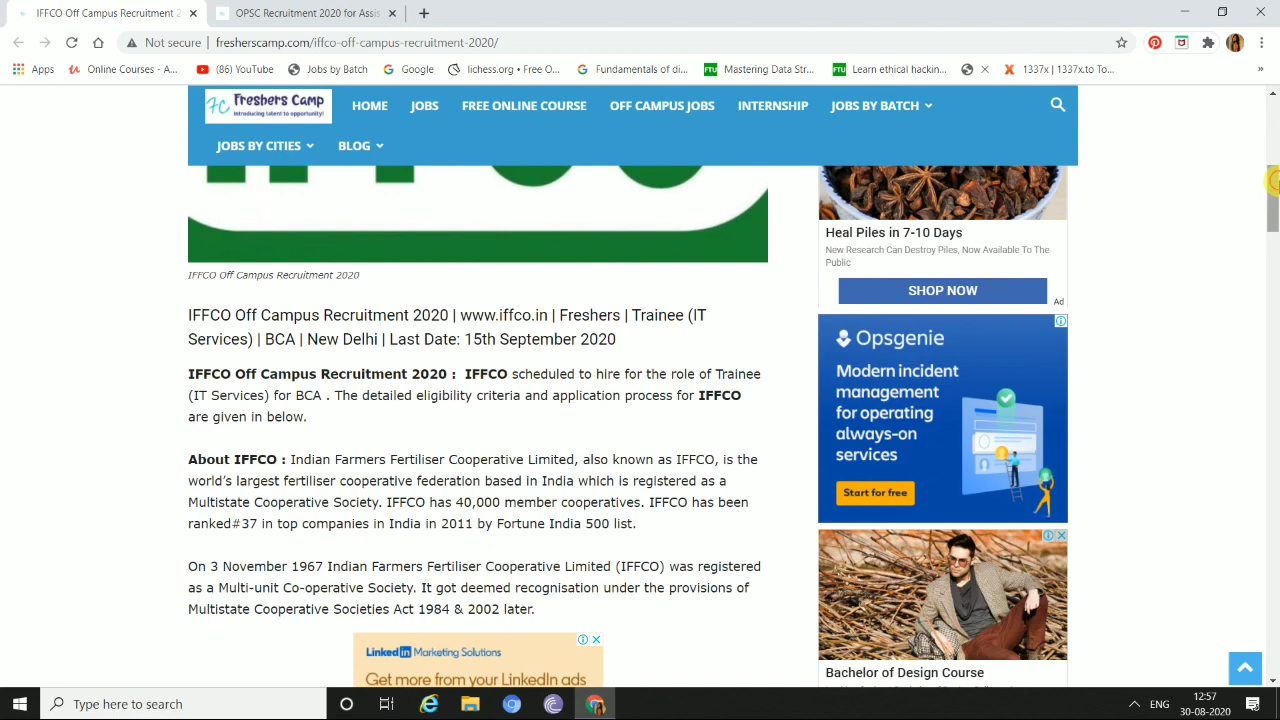 IFFCO Off Campus Recruitment 2
OPSC Recruitment 2020 for Assis
Not secure | fresherscamp.com/iffco-off-campus-recruitment-2020/
Apps
Online Courses - A...
(86) YouTube
Jobs by Batch
Google
lichess.org • Free O...
Fundamentals of di...
FTU
Mastering Data Str...
FTU
Learn ethical hackin...
1337x | 1337x.to To...
»
FC Freshers Camp
Introducing talent to opportunity!
HOME
JOBS
FREE ONLINE COURSE
OFF CAMPUS JOBS
INTERNSHIP
JOBS BY BATCH
JOBS BY CITIES
BLOG
IFFCO Off Campus Recruitment 2020
IFFCO Off Campus Recruitment 2020 | www.iffco.in | Freshers | Trainee (IT
Services) | BCA | New Delhi | Last Date: 15th September 2020
IFFCO Off Campus Recruitment 2020 : IFFCO scheduled to hire for the role of Trainee
(IT Services) for BCA . The detailed eligibility criteria and application process for IFFCO
are given in below.
About IFFCO : Indian Farmers Fertiliser Cooperative Limited, also known as IFFCO, is the
world's largest fertiliser cooperative federation based in India which is registered as a
Multistate Cooperative Society. IFFCO has 40,000 member cooperatives. IFFCO has been
ranked#37 in top companies in India in 2011 by Fortune India 500 list.
On 3 November 1967 Indian Farmers Fertiliser Cooperative Limited (IFFCO) was registered
as a Multi-unit Co-operative Society. It got deemed recognisation under the provisions of
Multistate Cooperative Societies Act 1984 & 2002 later.
Linked in Marketing Solutions
Get more from your LinkedIn ads
Heal Piles in 7-10 Days
New Research Can Destroy Piles, Now Available To The
Public
SHOP NOW
Ad
Opsgenie
Modern incident
management
for operating
always-on
services
Start for free
Bachelor of Design Course
Type here to search
ENG
12:57
30-08-2020